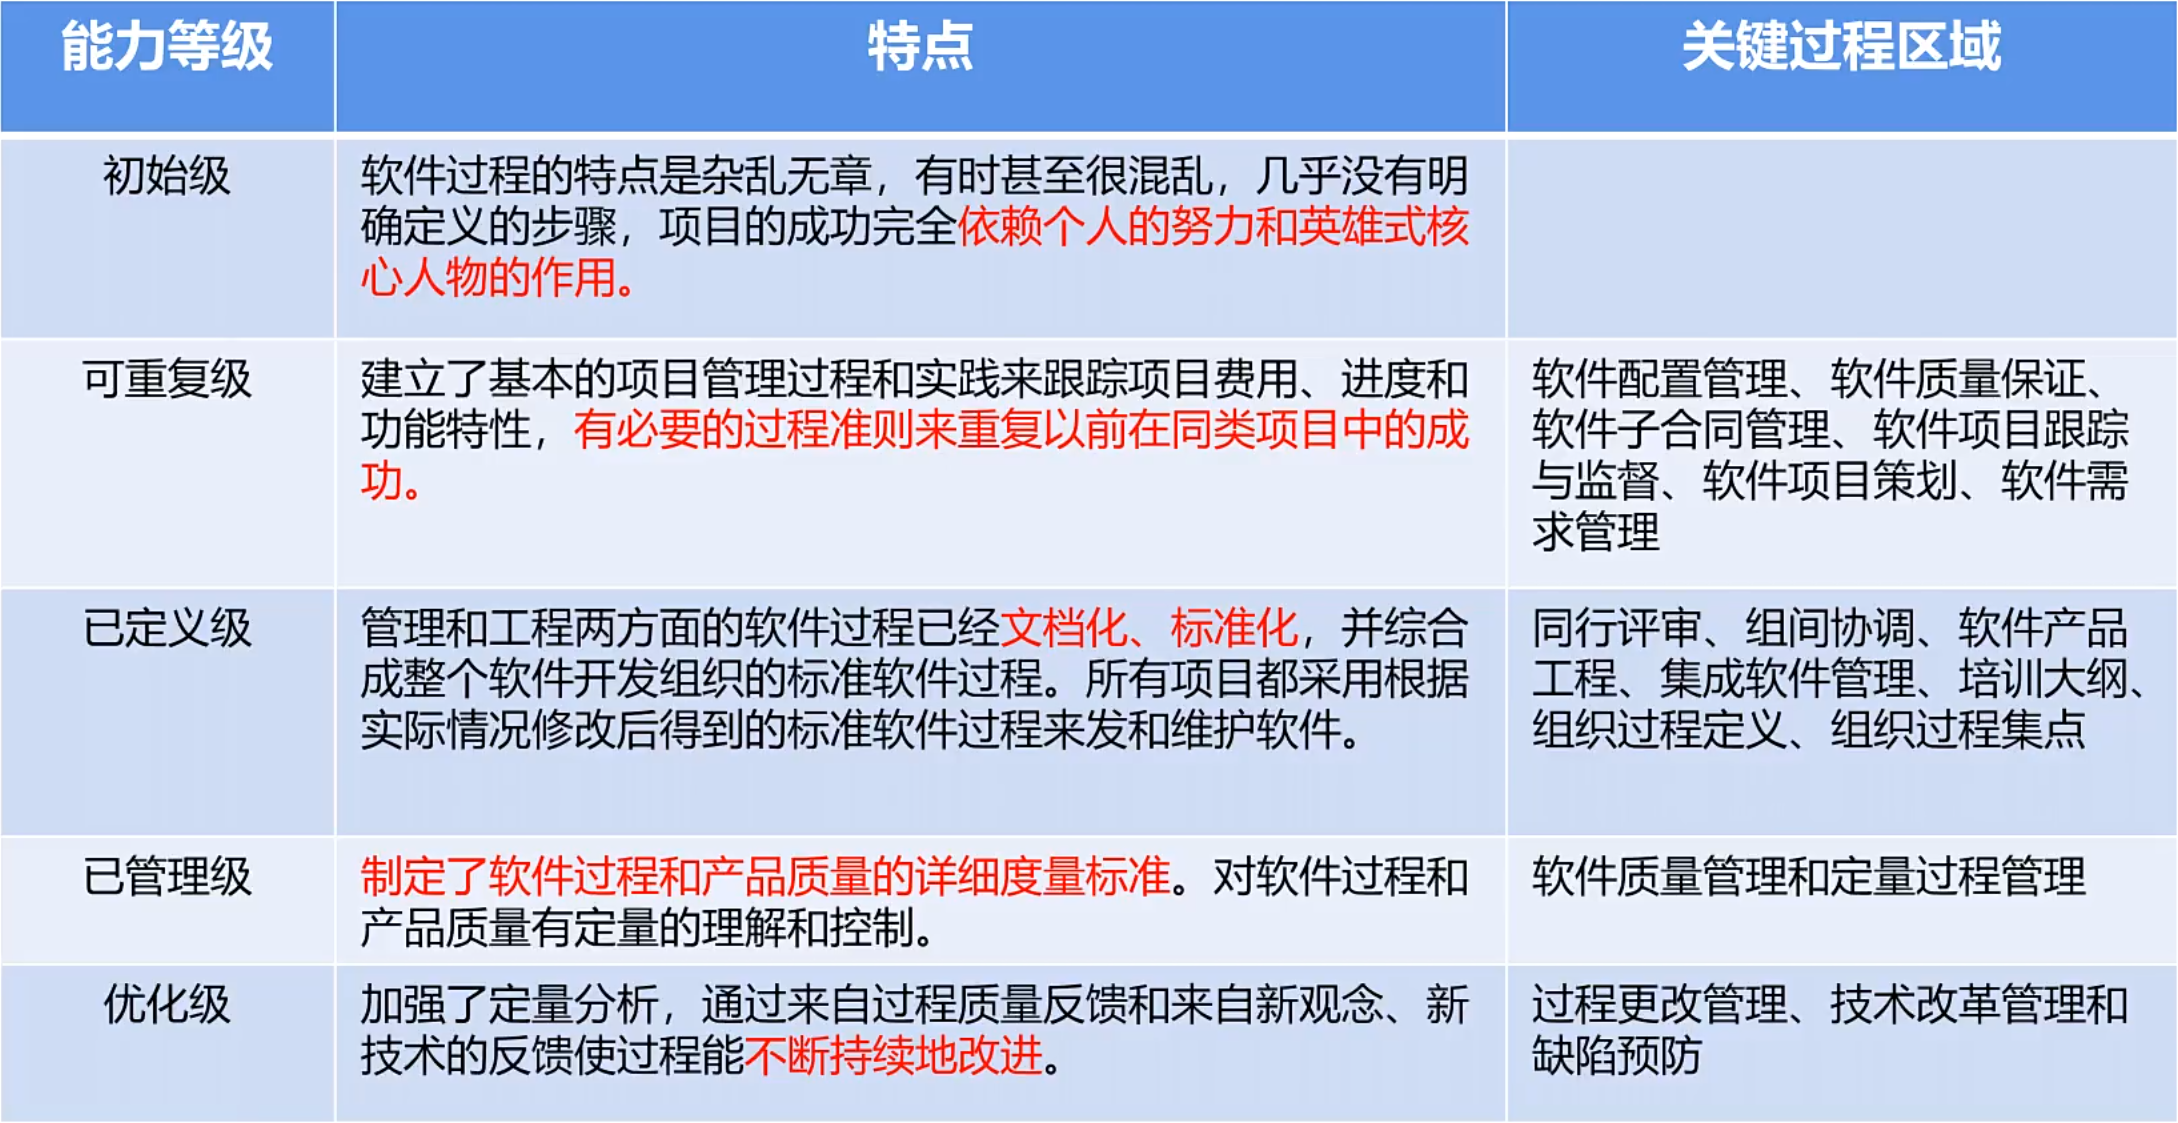 能力等级
特点
关键过程区域
初始级
软件过程的特点是杂乱无章，有时甚至很混乱，几乎没有明
确定义的步骤，项目的成功完全依赖个人的努力和英雄式核
心人物的作用。
可重复级
建立了基本的项目管理过程和实践来跟踪项目费用、进度和
功能特性，有必要的过程准则来重复以前在同类项目中的成
功。
软件配置管理、软件质量保证、
软件子合同管理、软件项目跟踪
与监督、软件项目策划、软件需
求管理
已定义级
管理和工程两方面的软件过程已经文档化、标准化，并综合
成整个软件开发组织的标准软件过程。所有项目都采用根据
实际情况修改后得到的标准软件过程来发和维护软件。
同行评审、组间协调、软件产品
工程、集成软件管理、培训大纲、
组织过程定义、组织过程集点
已管理级
制定了软件过程和产品质量的详细度量标准。对软件过程和
产品质量有定量的理解和控制。
软件质量管理和定量过程管理
优化级
加强了定量分析，通过来自过程质量反馈和来自新观念、新
技术的反馈使过程能不断持续地改进。
过程更改管理、技术改革管理和
缺陷预防